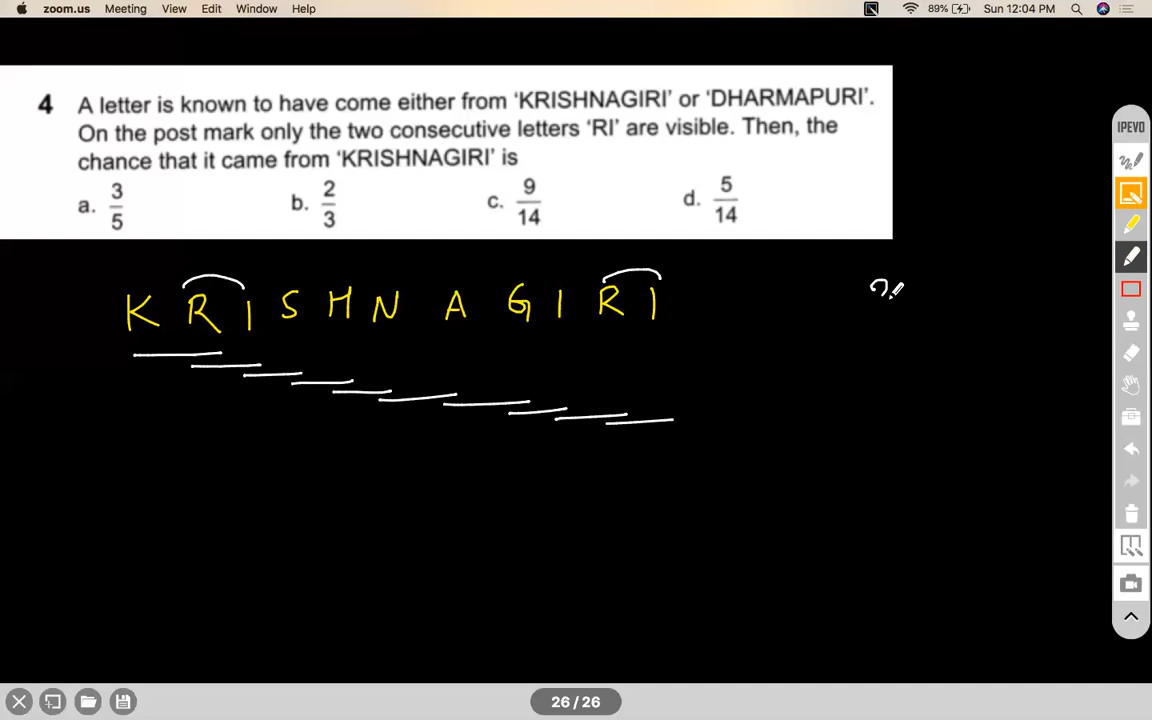 zoom.us Meeting View Edit Window Help 89% Sun 12:04 PM
4 A letter is known to have come either from ‘KRISHNAGIRI’ or ‘DHARMAPURI’.
On the post mark only the two consecutive letters ‘RI’ are visible. Then, the
chance that it came from ‘KRISHNAGIRI’ is
a. 3/5 b. 2/3 c. 9/14 d. 5/14
K R I S H N A G I R I
IPEVO
26 / 26